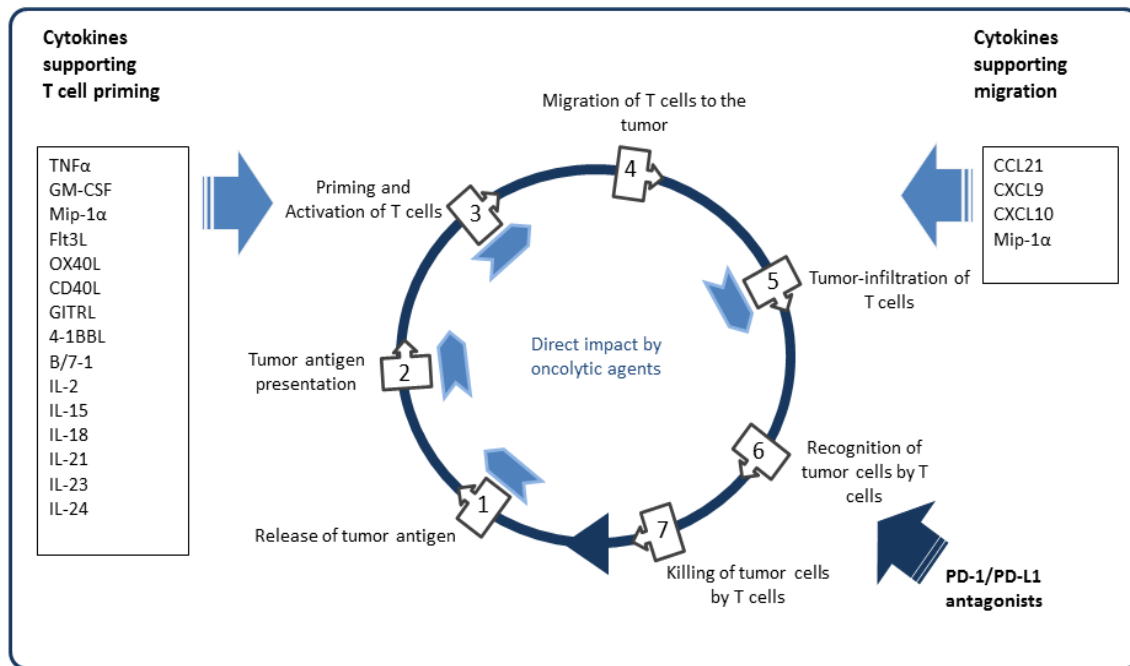 Cytokines
supporting
T cell priming
TNFα
GM-CSF
Mip-1α
Flt3L
OX40L
CD40L
GITRL
4-1BBL
B/7-1
IL-2
IL-15
IL-18
IL-21
IL-23
IL-24
Cytokines
supporting
migration
CCL21
CXCL9
CXCL10
Mip-1α
Migration of T cells to the
tumor
4
Priming and
Activation of T cells
3
5
Tumor-infiltration of
T cells
Direct impact by
oncolytic agents
Tumor antigen
presentation
2
6
Recognition of
tumor cells by T
cells
1
Release of tumor antigen
7
Killing of tumor cells
by T cells
PD-1/PD-L1
antagonists